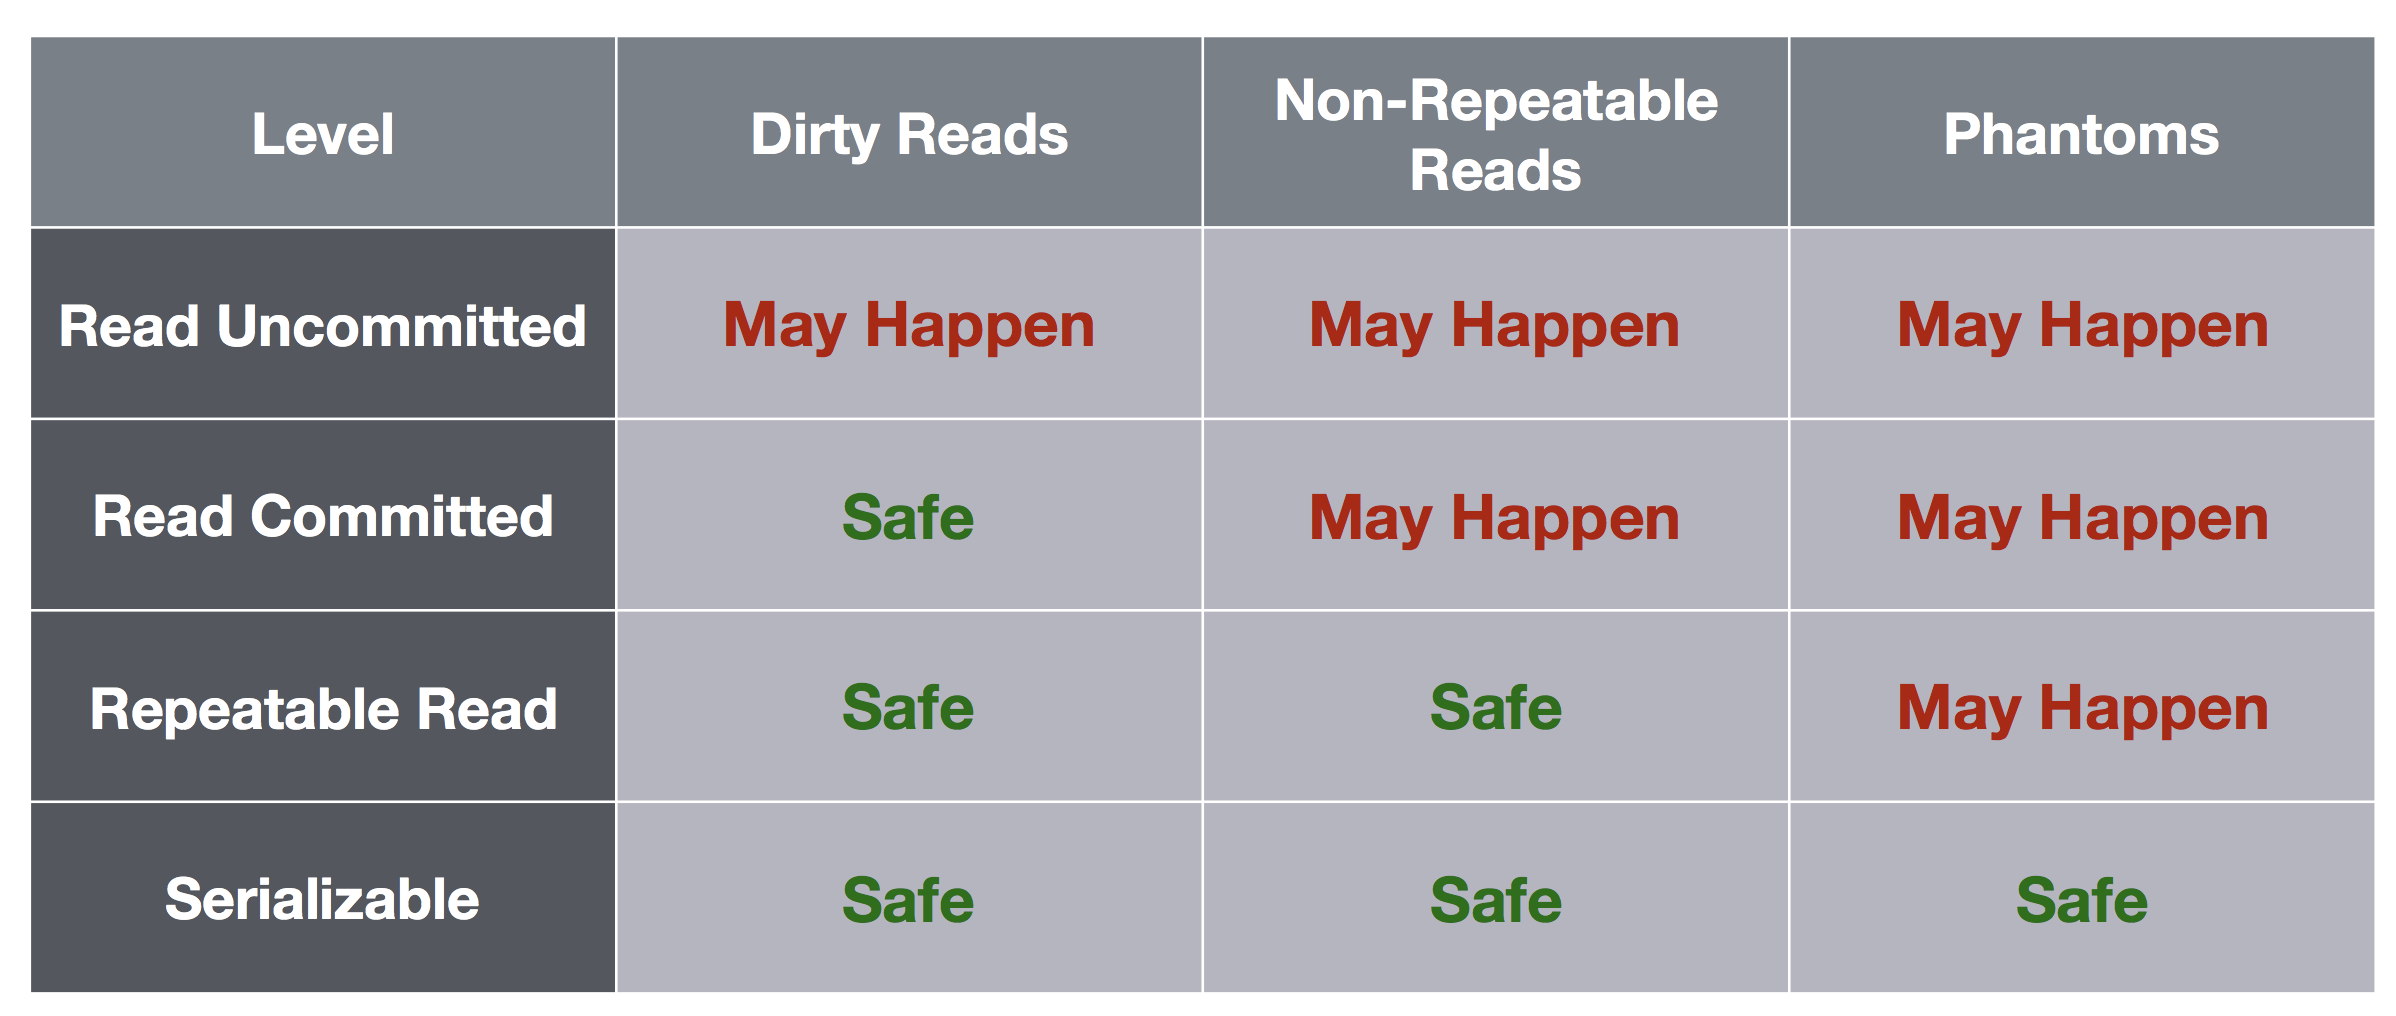 Level Dirty Reads Non-Repeatable Reads Phantoms
Read Uncommitted May Happen May Happen May Happen
Read Committed Safe May Happen May Happen
Repeatable Read Safe Safe May Happen
Serializable Safe Safe Safe